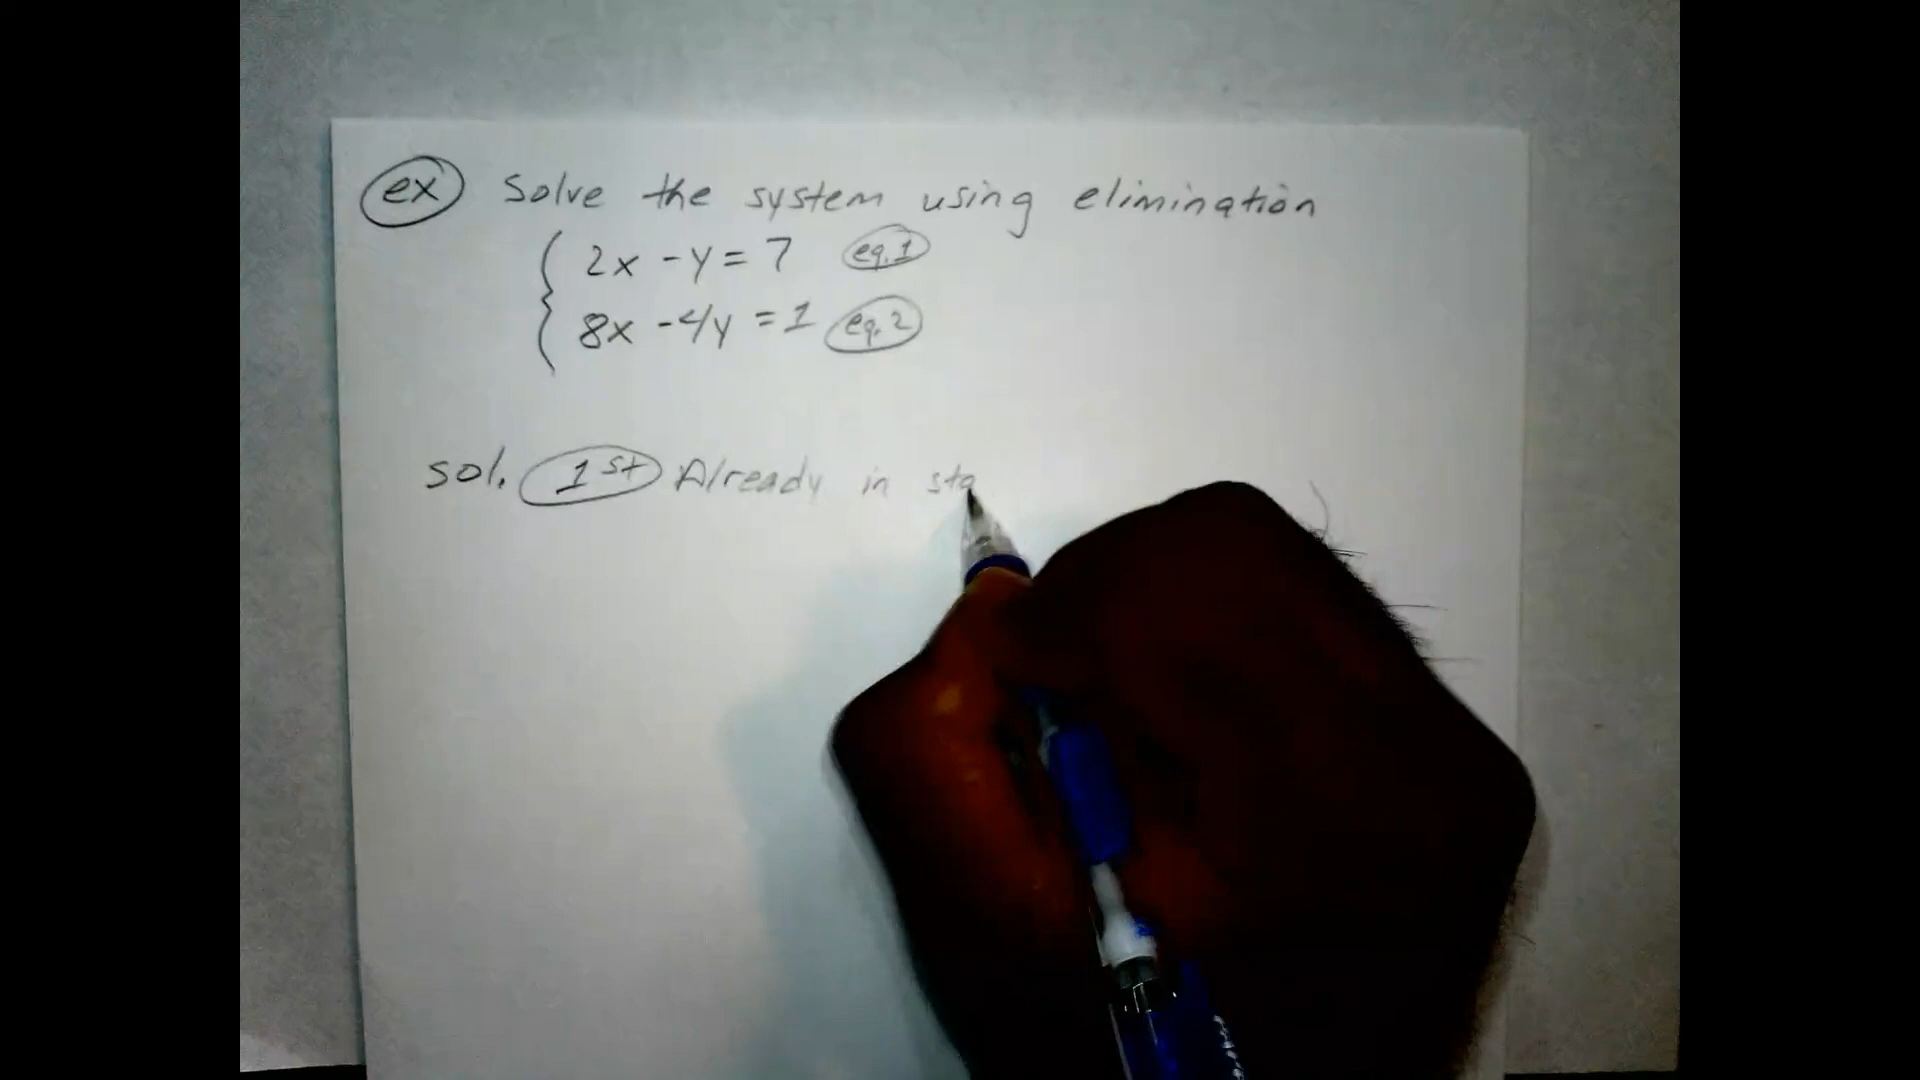 ex Solve the system using elimination
2x - y = 7 eq.1
8x - 4y = 1 eq.2
sol. 1st Already in sta